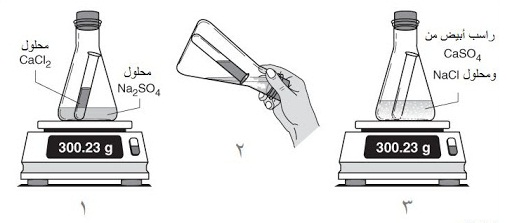 محلول
CaCl2
محلول
Na2SO4
300.23 g
١
٢
راسب أبيض من
CaSO4
ومحلول NaCl
300.23 g
٣